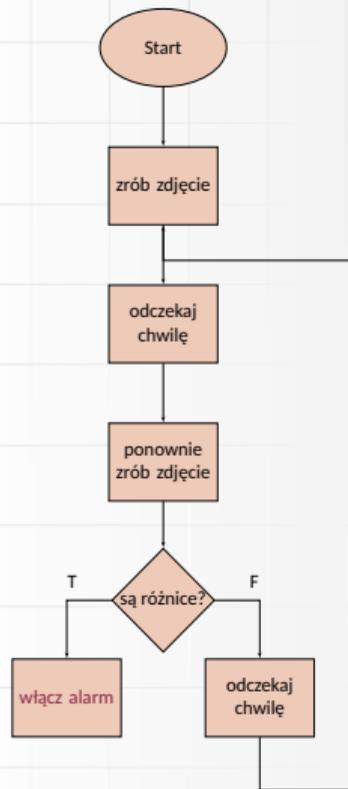 Start
zrób zdjęcie
odczekaj
chwilę
ponownie
zrób zdjęcie
T
F
są różnice?
włącz alarm
odczekaj
chwilę